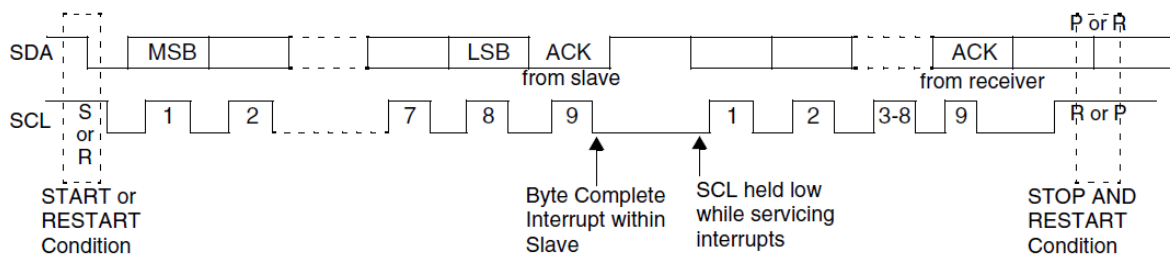 P or R
SDA MSB LSB ACK ACK
from slave from receiver
SCL S or R 1 2 7 8 9 1 2 3-8 9 R or P
START or
RESTART
Condition
Byte Complete
Interrupt within
Slave
SCL held low
while servicing
interrupts
STOP AND
RESTART
Condition